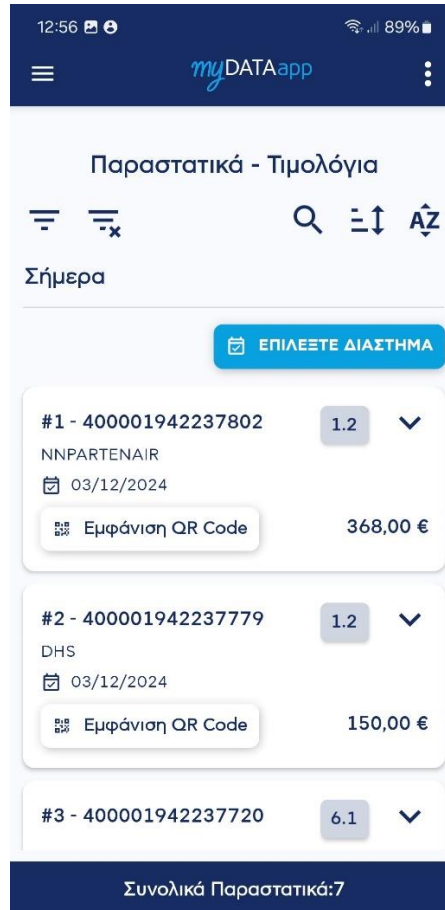 12:56 89%
myDATAapp
Παραστατικά - Τιμολόγια
AZ
Σήμερα
ΕΠΙΛΕΞΤΕ ΔΙΑΣΤΗΜΑ
#1 - 400001942237802 1.2
NNPARTENAIR
03/12/2024
Εμφάνιση QR Code 368,00 €
#2 - 400001942237779 1.2
DHS
03/12/2024
Εμφάνιση QR Code 150,00 €
#3 - 400001942237720 6.1
Συνολικά Παραστατικά:7